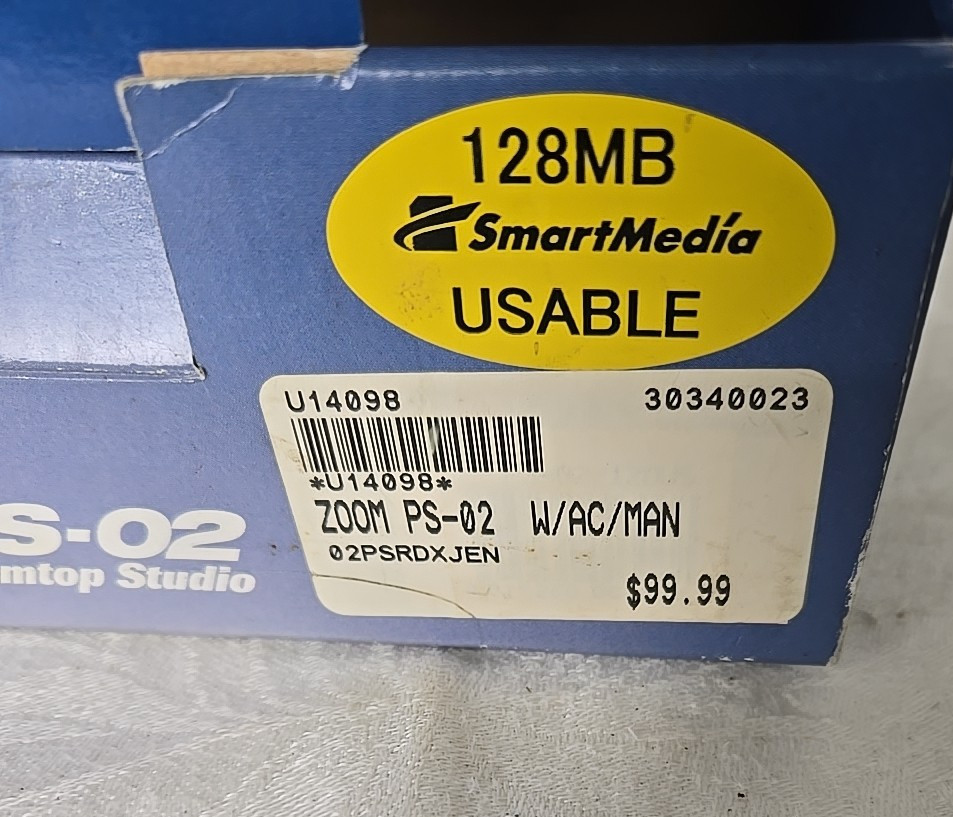 128MB
SmartMedia
USABLE
U14098 30340023
*U14098*
ZOOM PS-02 W/AC/MAN
02PSRDXJEN
$99.99
S-02
mtop Studio